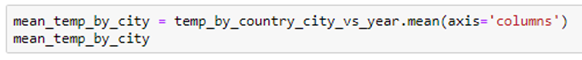 mean_temp_by_city = temp_by_country_city_vs_year.mean(axis='columns')
mean_temp_by_city